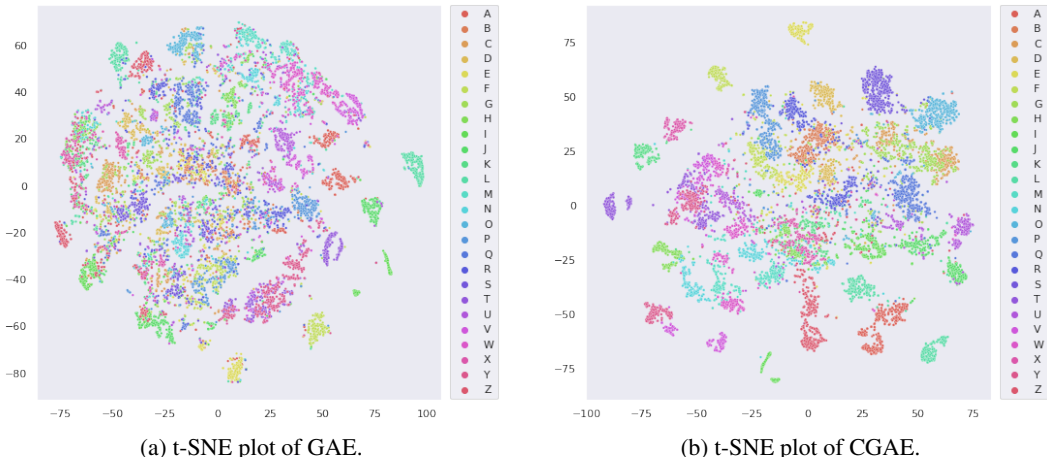 60
40
20
0
−20
−40
−60
−80
−75
−50
−25
0
25
50
75
100
A
B
C
D
E
F
G
H
I
J
K
L
M
N
O
P
Q
R
S
T
U
V
W
X
Y
Z
(a) t-SNE plot of GAE.
75
50
25
0
−25
−50
−75
−100
−75
−50
−25
0
25
50
75
A
B
C
D
E
F
G
H
I
J
K
L
M
N
O
P
Q
R
S
T
U
V
W
X
Y
Z
(b) t-SNE plot of CGAE.